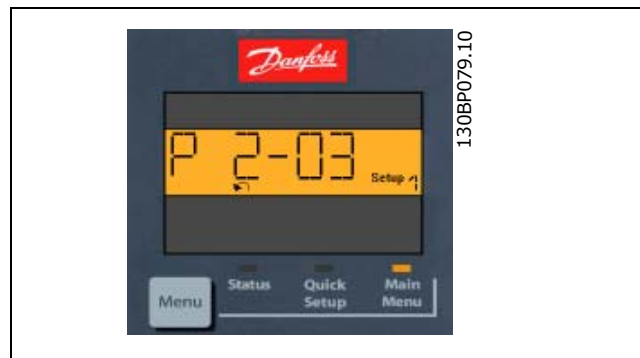 Danfoss
130BP079.10
P 2-03
Setup 1
Status
Quick
Setup
Main
Menu
Menu